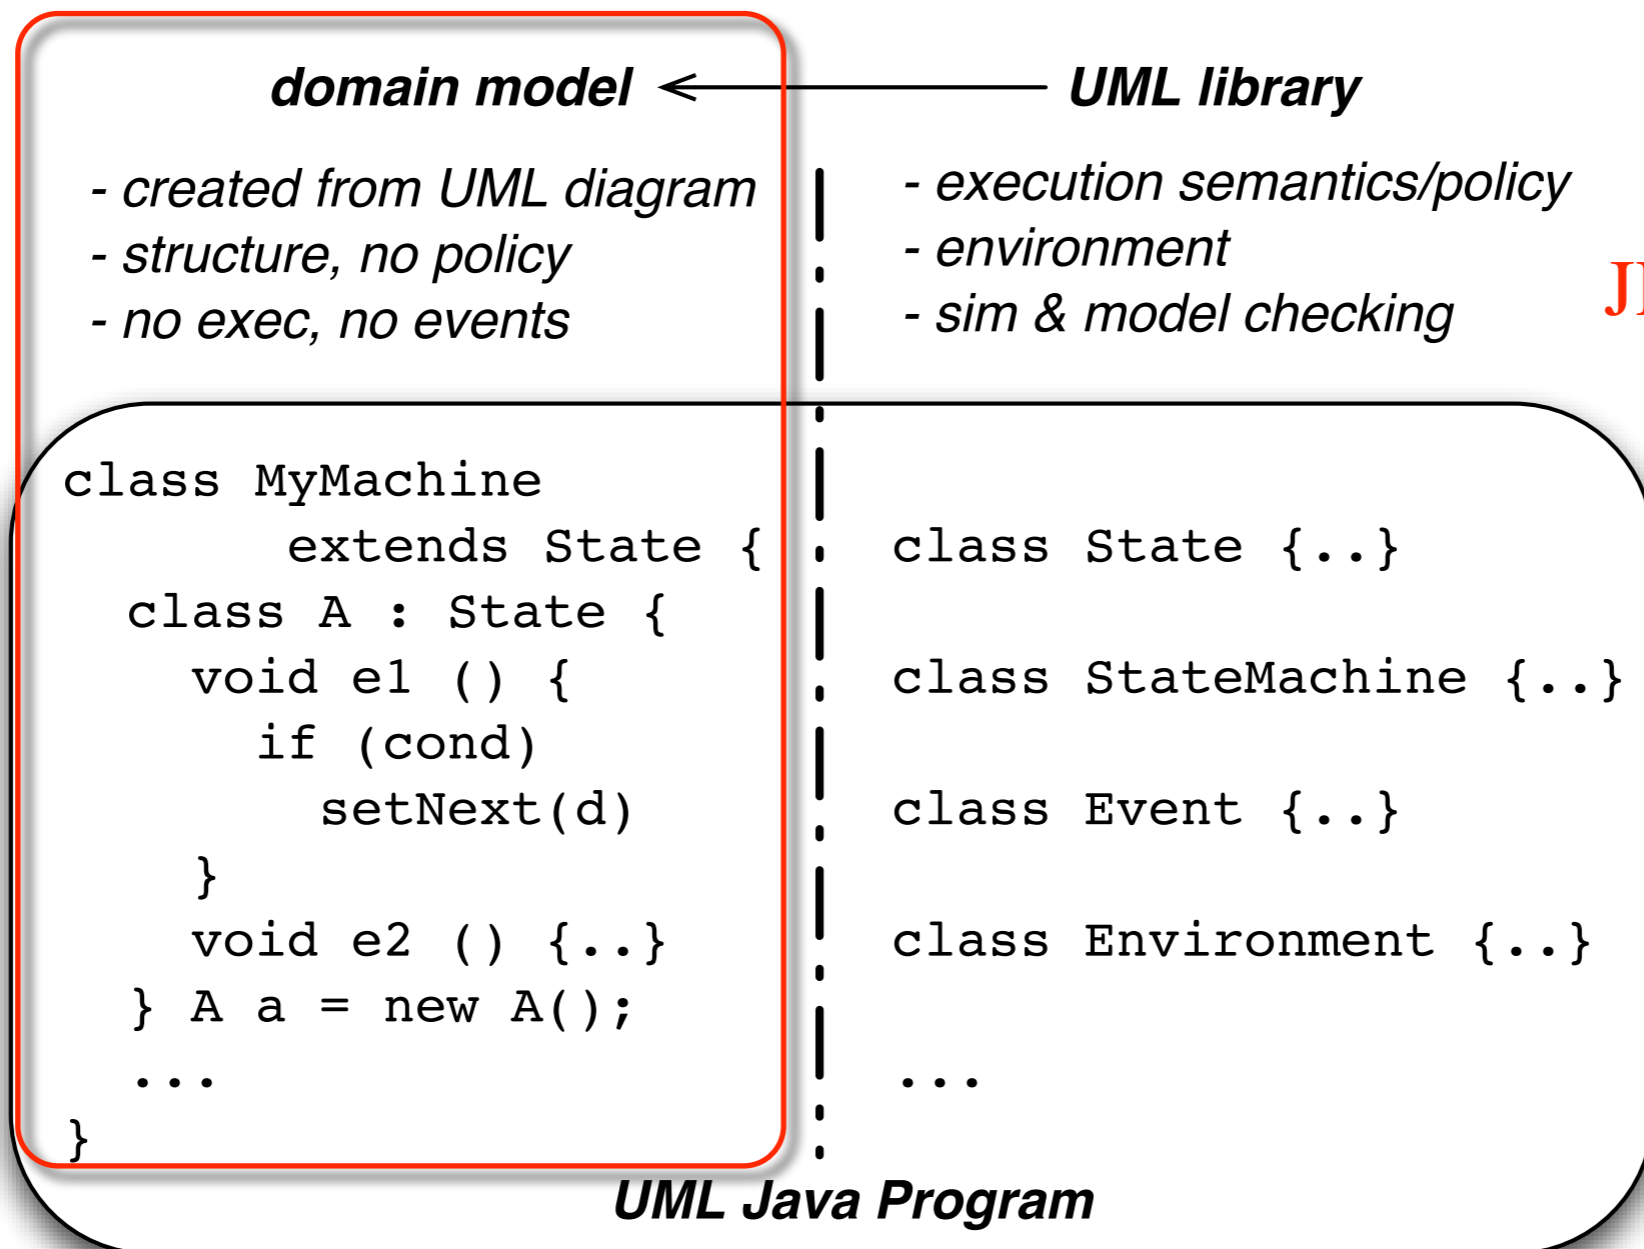 domain model
UML library
- created from UML diagram
- structure, no policy
- no exec, no events
- execution semantics/policy
- environment
- sim & model checking
class MyMachine
extends State {
class A : State {
void e1 () {
if (cond)
setNext(d)
}
void e2 () {..}
} A a = new A();
...
}
class State {..}
class StateMachine {..}
class Event {..}
class Environment {..}
...
UML Java Program